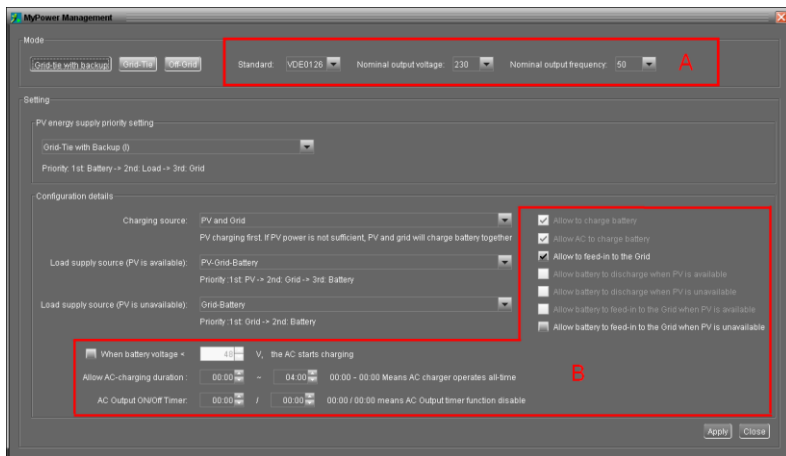 MyPower Management
Mode
Grid-tie with backup Grid-Tie Off-Grid Standard: VDE0126 Nominal output voltage: 230 Nominal output frequency: 50 A
Setting
PV energy supply priority setting
Grid-Tie with Backup (I)
Priority: 1st: Battery -> 2nd: Load -> 3rd: Grid
Configuration details
Charging source: PV and Grid
PV charging first. If PV power is not sufficient, PV and grid will charge battery together
Load supply source (PV is available): PV-Grid-Battery
Priority :1st: PV -> 2nd: Grid -> 3rd: Battery
Load supply source (PV is unavailable): Grid-Battery
Priority :1st: Grid -> 2nd: Battery
Allow to charge battery
Allow AC to charge battery
Allow to feed-in to the Grid
Allow battery to discharge when PV is available
Allow battery to discharge when PV is unavailable
Allow battery to feed-in to the Grid when PV is available
Allow battery to feed-in to the Grid when PV is unavailable
When battery voltage < 48 V, the AC starts charging
Allow AC-charging duration : 00:00 ~ 04:00 00:00 - 00:00 Means AC charger operates all-time
AC Output ON/Off Timer: 00:00 / 00:00 00:00 / 00:00 means AC Output timer function disable
B
Apply Close